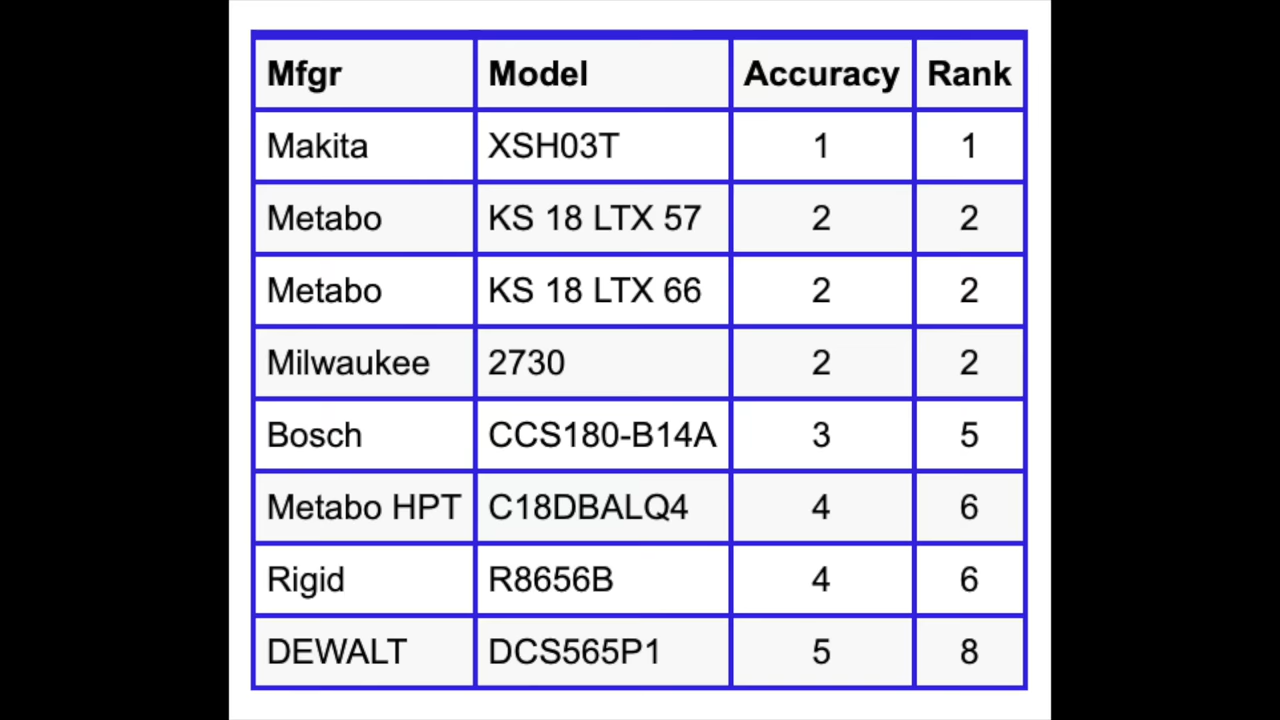 Mfgr Model Accuracy Rank
Makita XSH03T 1 1
Metabo KS 18 LTX 57 2 2
Metabo KS 18 LTX 66 2 2
Milwaukee 2730 2 2
Bosch CCS180-B14A 3 5
Metabo HPT C18DBALQ4 4 6
Rigid R8656B 4 6
DEWALT DCS565P1 5 8